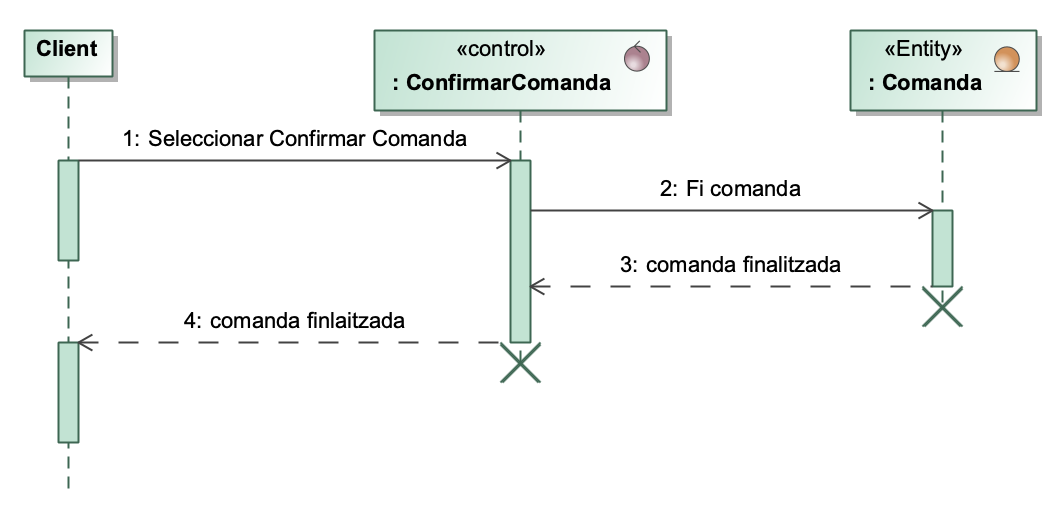 Client
«control»
: ConfirmarComanda
«Entity»
: Comanda
1: Seleccionar Confirmar Comanda
2: Fi comanda
3: comanda finalitzada
4: comanda finlaitzada